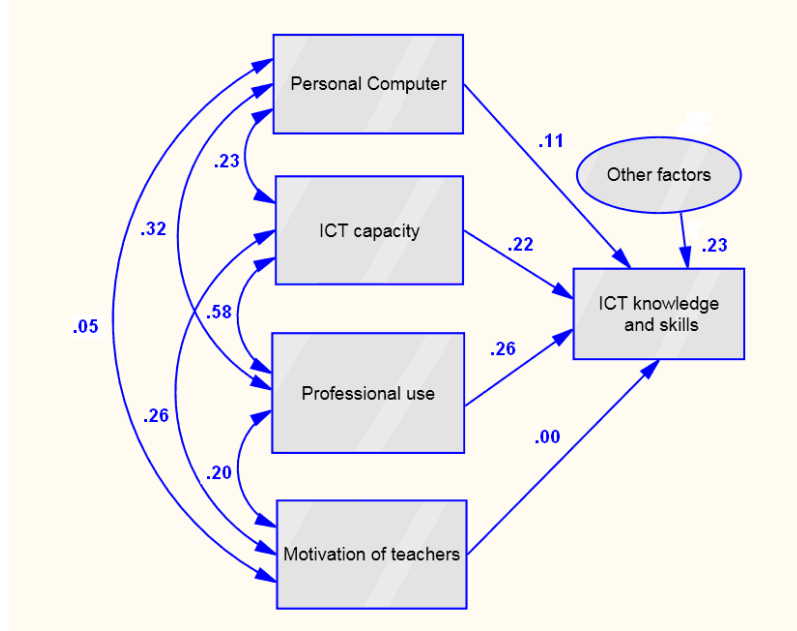 Personal Computer
.11
Other factors
.23
.32
ICT capacity
.22
.23
ICT knowledge
and skills
.58
.05
.26
Professional use
.26
.00
.20
Motivation of teachers